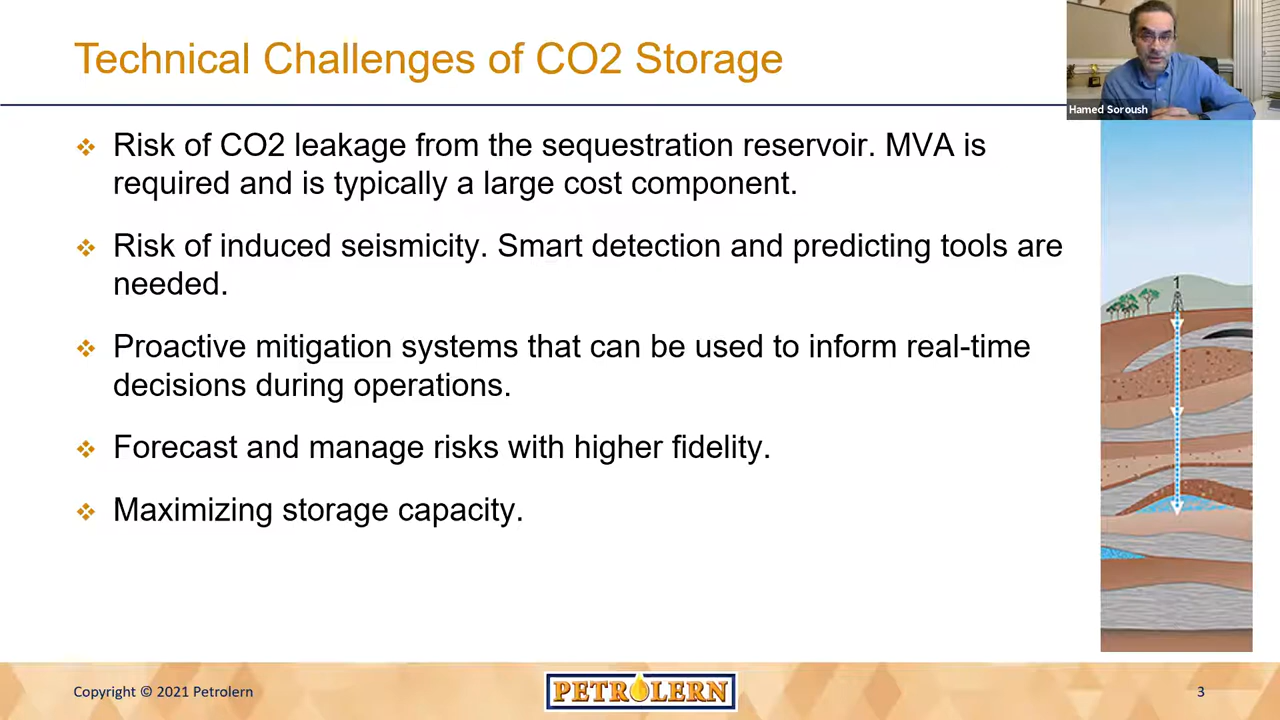 Technical Challenges of CO2 Storage
Hamed Soroush
❖ Risk of CO2 leakage from the sequestration reservoir. MVA is
required and is typically a large cost component.
❖ Risk of induced seismicity. Smart detection and predicting tools are
needed.
❖ Proactive mitigation systems that can be used to inform real-time
decisions during operations.
❖ Forecast and manage risks with higher fidelity.
❖ Maximizing storage capacity.
1
Copyright © 2021 Petrolern
PETROLERN
3